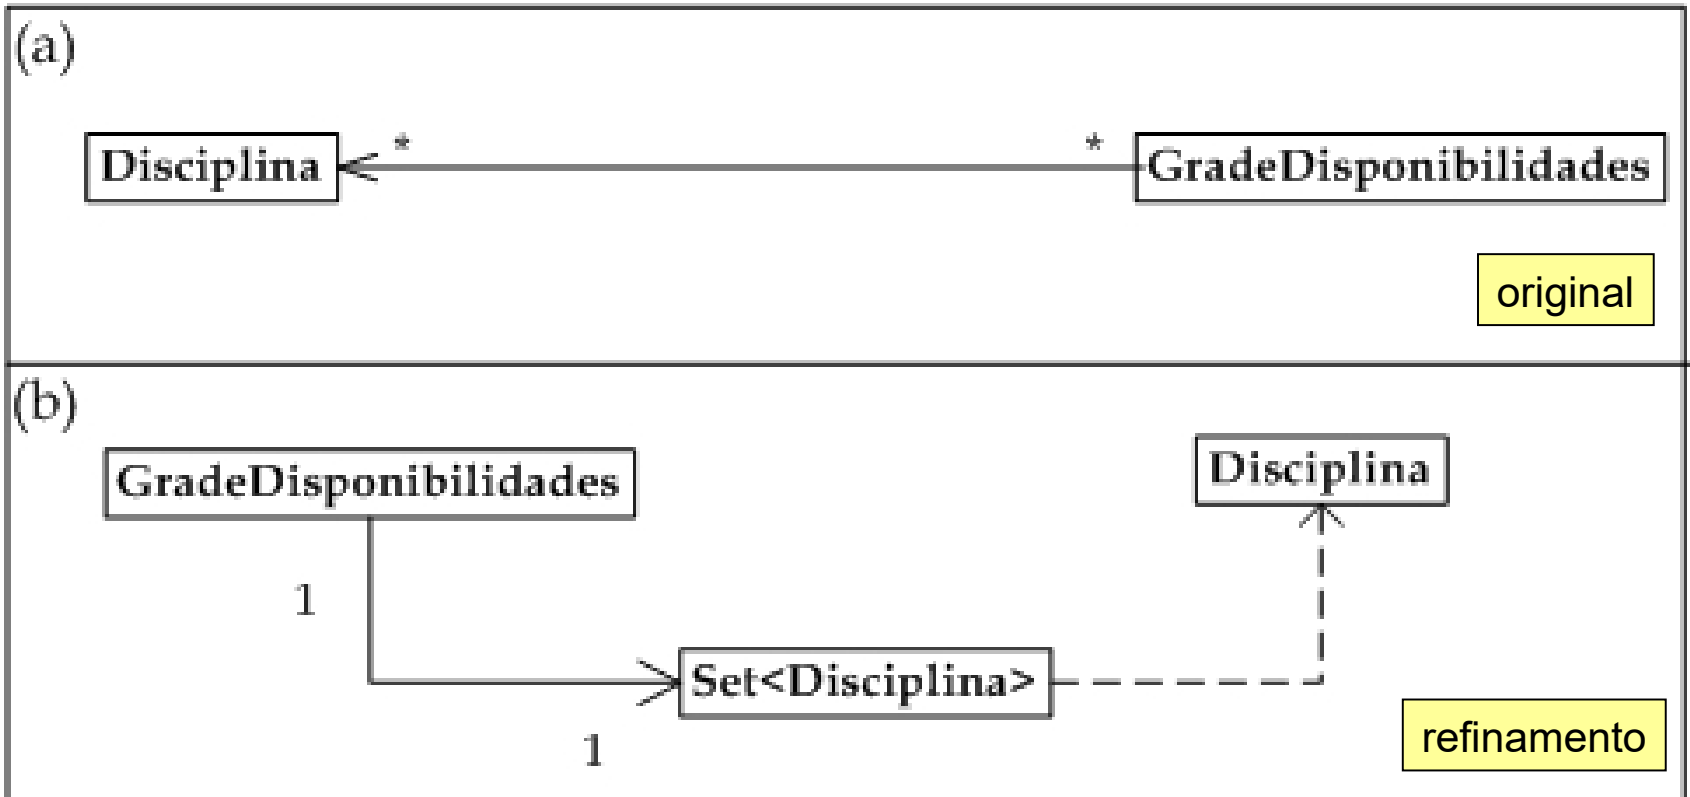 (a)
* *
Disciplina GradeDisponibilidades
original
(b)
GradeDisponibilidades Disciplina
1
Set<Disciplina>
1
refinamento